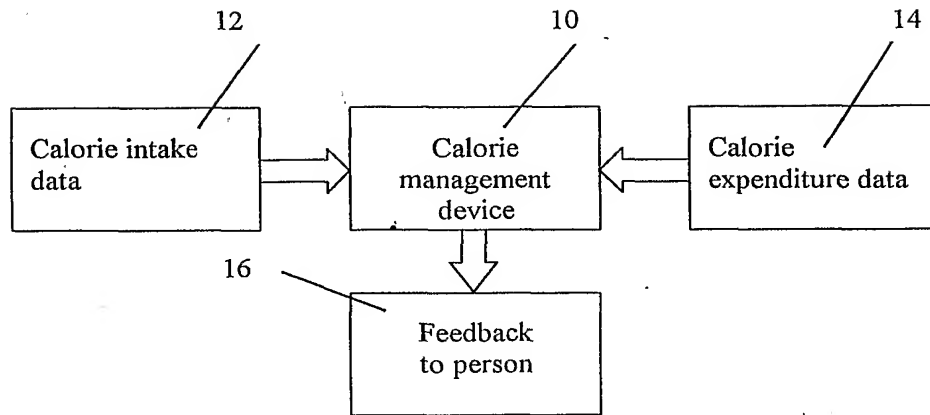 12
10
14
Calorie intake
data
Calorie
management
device
Calorie
expenditure data
16
Feedback
to person